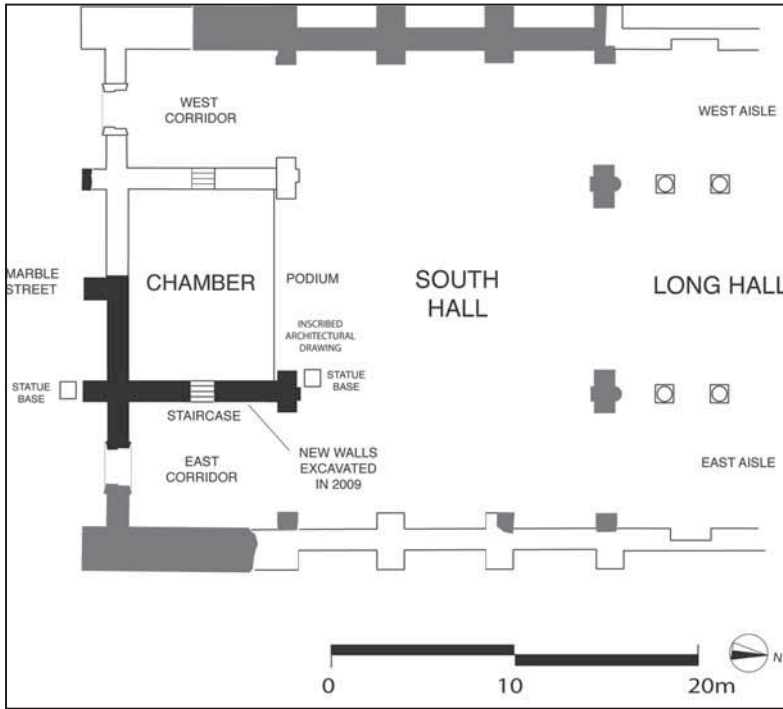 WEST
CORRIDOR
WEST AISLE
MARBLE
STREET
CHAMBER
PODIUM
SOUTH
HALL
LONG HALL
INSCRIBED
ARCHITECTURAL
DRAWING
STATUE
BASE
STATUE
BASE
STAIRCASE
EAST
CORRIDOR
NEW WALLS
EXCAVATED
IN 2009
EAST AISLE
N
0 10 20m